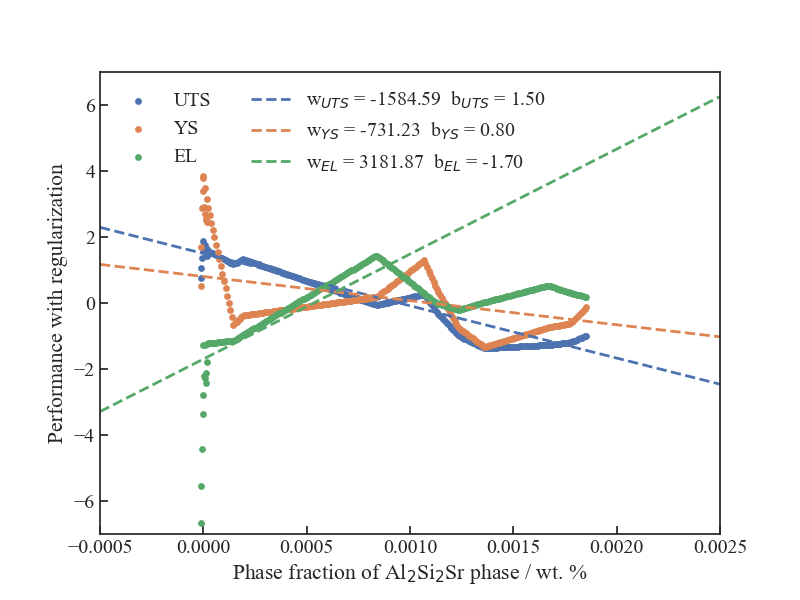 UTS
YS
EL
w_UTS = -1584.59 b_UTS = 1.50
w_YS = -731.23 b_YS = 0.80
w_EL = 3181.87 b_EL = -1.70
Performance with regularization
6
4
2
0
−2
−4
−6
−0.0005 0.0000 0.0005 0.0010 0.0015 0.0020 0.0025
Phase fraction of Al₂Si₂Sr phase / wt. %